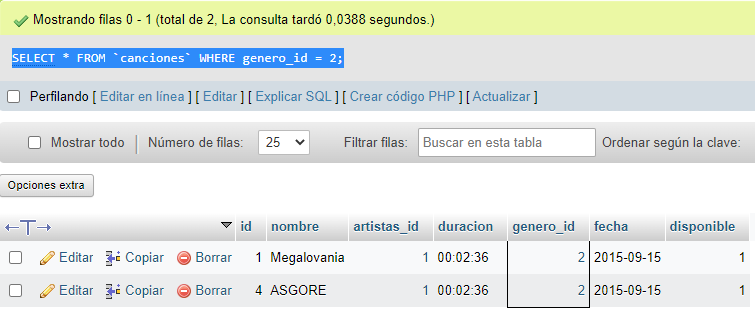 Mostrando filas 0 - 1 (total de 2, La consulta tardó 0,0388 segundos.)
SELECT * FROM `canciones` WHERE genero_id = 2;
Perfilando [ Editar en línea ] [ Editar ] [ Explicar SQL ] [ Crear código PHP ] [ Actualizar ]
Mostrar todo Número de filas: 25 Filtrar filas: Buscar en esta tabla Ordenar según la clave:
Opciones extra
←T→ id nombre artistas_id duracion genero_id fecha disponible
Editar Copiar Borrar 1 Megalovania 1 00:02:36 2 2015-09-15 1
Editar Copiar Borrar 4 ASGORE 1 00:02:36 2 2015-09-15 1